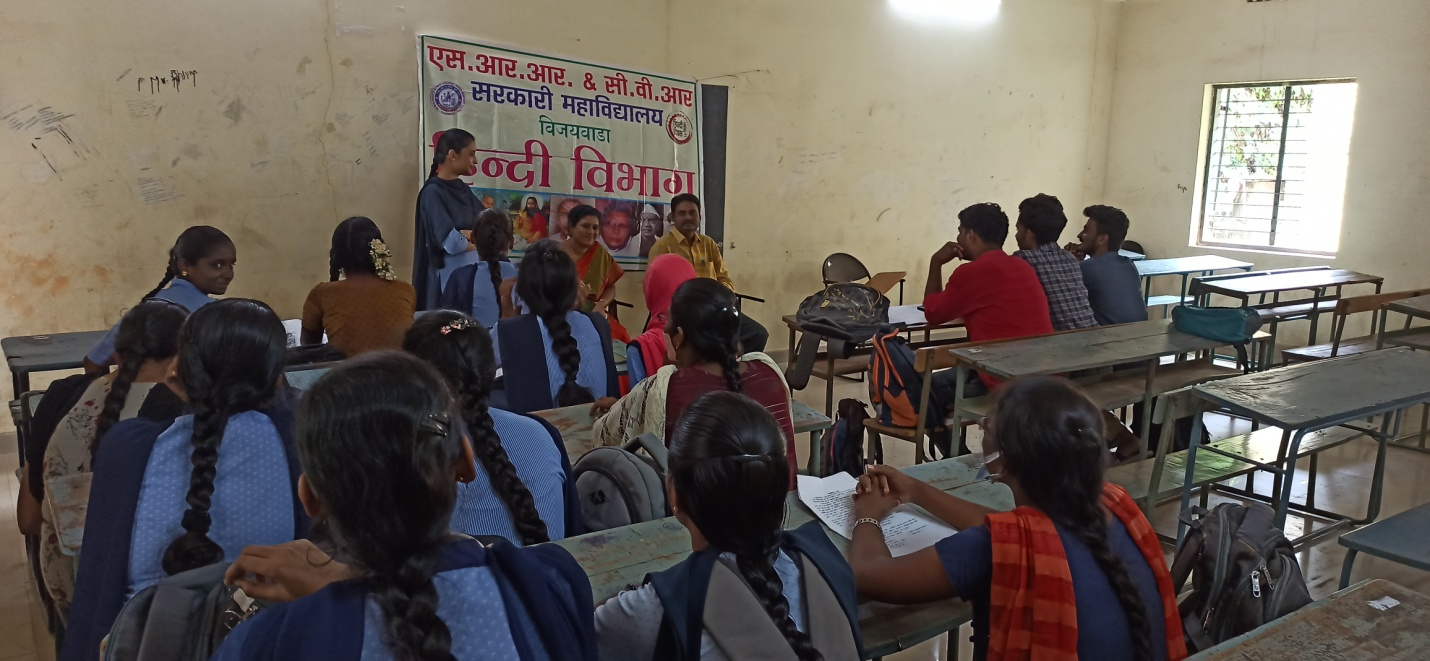 एस.आर.आर. & सी.वी.आर
सरकारी महाविद्यालय
विजयवाडा
हिन्दी विभाग